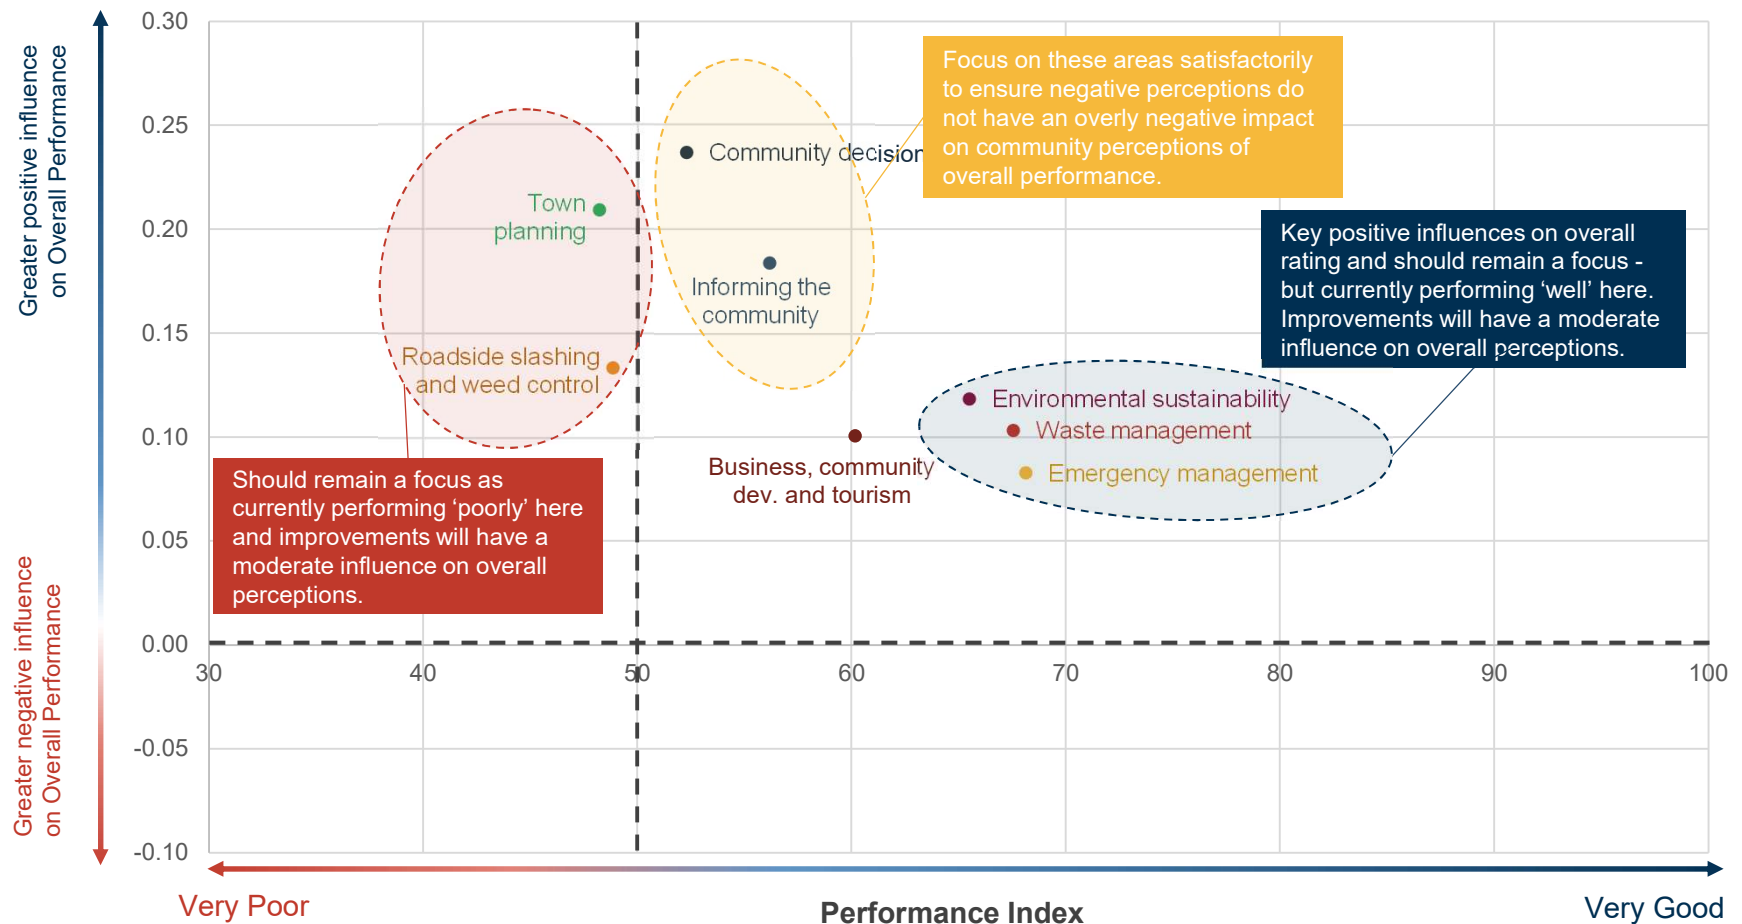 Greater positive influence
on Overall Performance
Greater negative influence
on Overall Performance
0.30
0.25
0.20
0.15
0.10
0.05
0.00
-0.05
-0.10
30
40
50
60
70
80
90
100
Focus on these areas satisfactorily
to ensure negative perceptions do
not have an overly negative impact
on community perceptions of
overall performance.
Community decision
Town
planning
Informing the
community
Key positive influences on overall
rating and should remain a focus -
but currently performing ‘well’ here.
Improvements will have a moderate
influence on overall perceptions.
Roadside slashing
and weed control
Environmental sustainability
Waste management
Business, community
dev. and tourism
Emergency management
Should remain a focus as
currently performing ‘poorly’ here
and improvements will have a
moderate influence on overall
perceptions.
Very Poor
Performance Index
Very Good